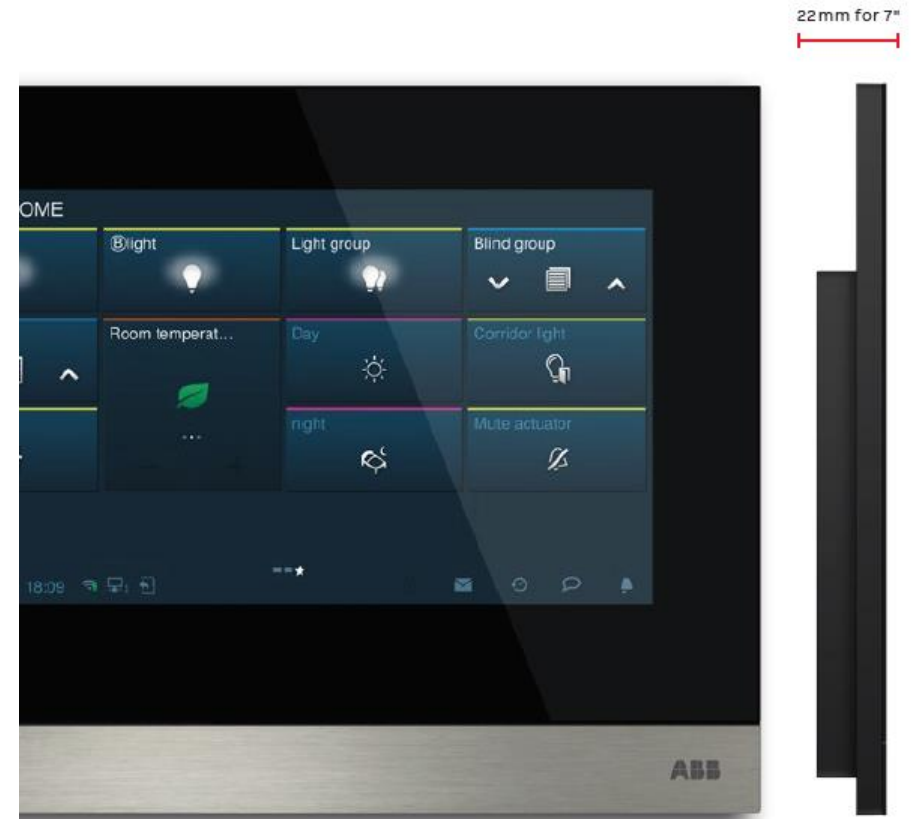 22mm for 7"
OME
Ⓑlight
Light group
Blind group
Room temperat...
Day
Corridor light
night
Mute actuator
18:09
ABB